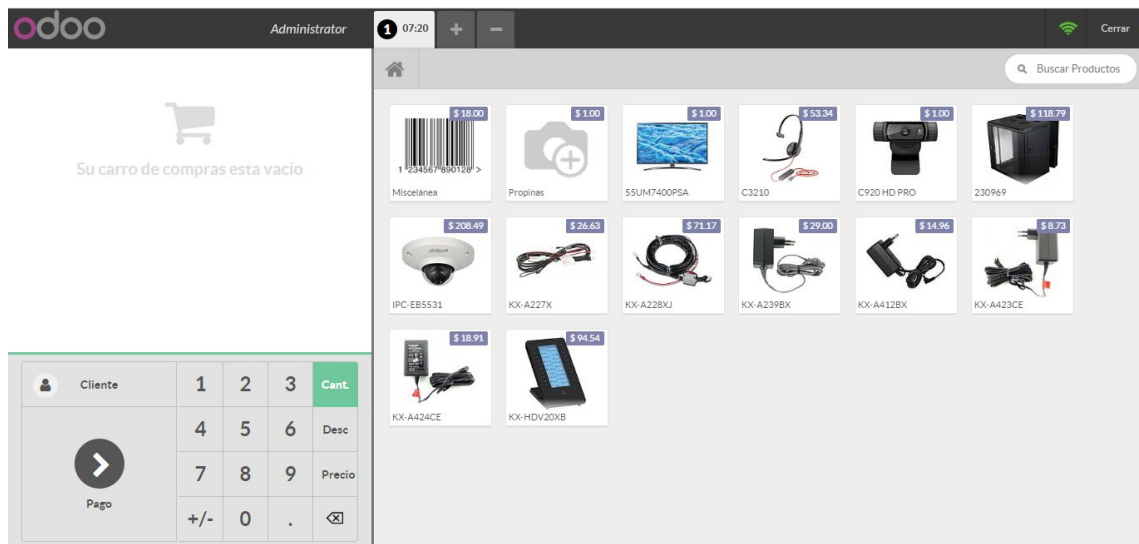 odoo
Administrator
1 07:20
Cerrar
Buscar Productos
Su carro de compras esta vacío
$ 18.00
1 234567 890128 >
Miscelánea
$ 1.00
Propinas
$ 1.00
55UM7400PSA
$ 53.34
C3210
$ 1.00
C920 HD PRO
$ 118.79
230969
$ 208.49
IPC-EB5531
$ 26.63
KX-A227X
$ 71.17
KX-A228XJ
$ 29.00
KX-A239BX
$ 14.96
KX-A412BX
$ 8.73
KX-A423CE
$ 18.91
KX-A424CE
$ 94.54
KX-HDV20XB
Cliente
1 2 3 Cant.
4 5 6 Desc
7 8 9 Precio
Pago
+/- 0 .